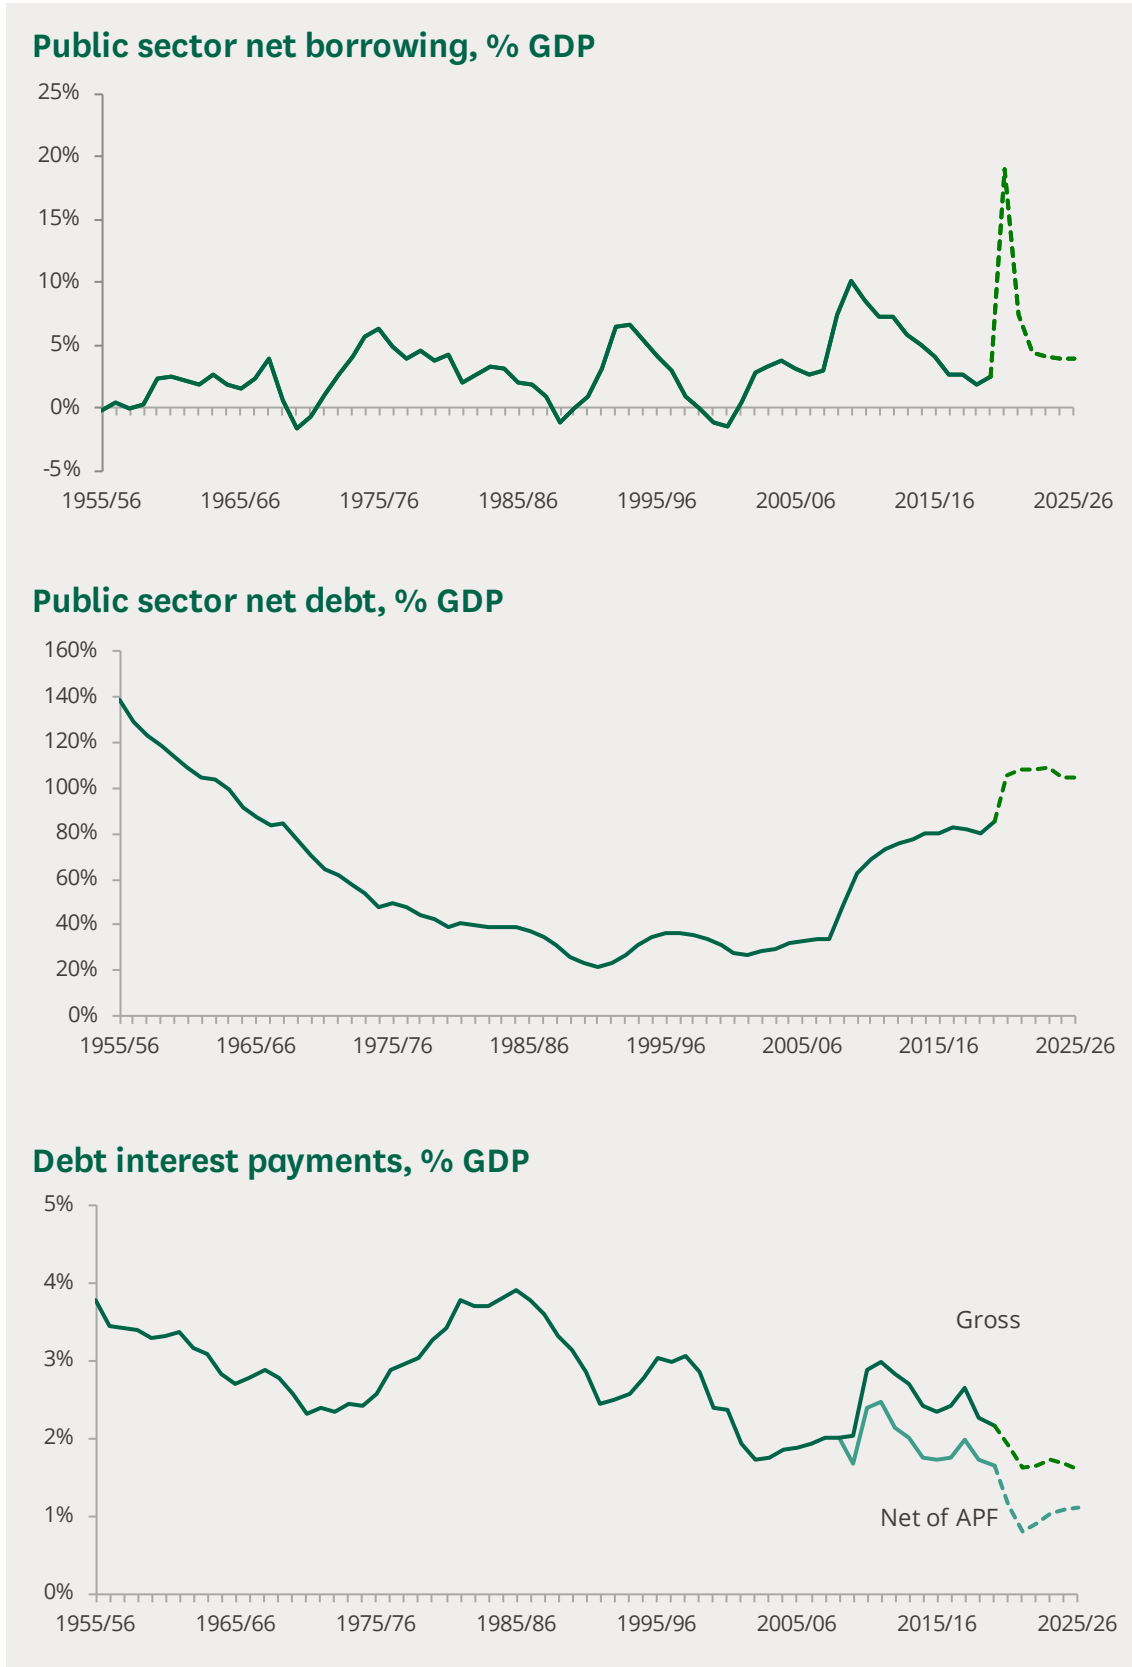 Public sector net borrowing, % GDP
25%
20%
15%
10%
5%
0%
-5%
1955/56 1965/66 1975/76 1985/86 1995/96 2005/06 2015/16 2025/26
Public sector net debt, % GDP
160%
140%
120%
100%
80%
60%
40%
20%
0%
1955/56 1965/66 1975/76 1985/86 1995/96 2005/06 2015/16 2025/26
Debt interest payments, % GDP
5%
4%
Gross
3%
2%
1%
Net of APF
0%
1955/56 1965/66 1975/76 1985/86 1995/96 2005/06 2015/16 2025/26